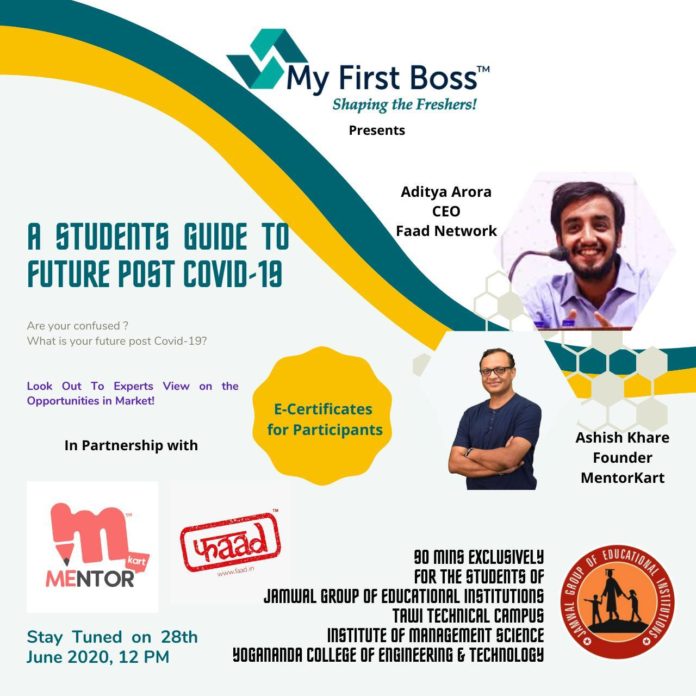 My First Boss™
Shaping the Freshers!
Presents
Aditya Arora
CEO
Faad Network
A STUDENTS GUIDE TO
FUTURE POST COVID-19
Are your confused ?
What is your future post Covid-19?
Look Out To Experts View on the
Opportunities in Market!
E-Certificates
for Participants
Ashish Khare
Founder
MentorKart
In Partnership with
m™
kart
MENTOR
फाaд
www.faad.in
90 MINS EXCLUSIVELY
FOR THE STUDENTS OF
JAMWAL GROUP OF EDUCATIONAL INSTITUTIONS
TAWI TECHNICAL CAMPUS
INSTITUTE OF MANAGEMENT SCIENCE
YOGANANDA COLLEGE OF ENGINEERING & TECHNOLOGY
JAMWAL GROUP OF EDUCATIONAL INSTITUTIONS
Stay Tuned on 28th
June 2020, 12 PM